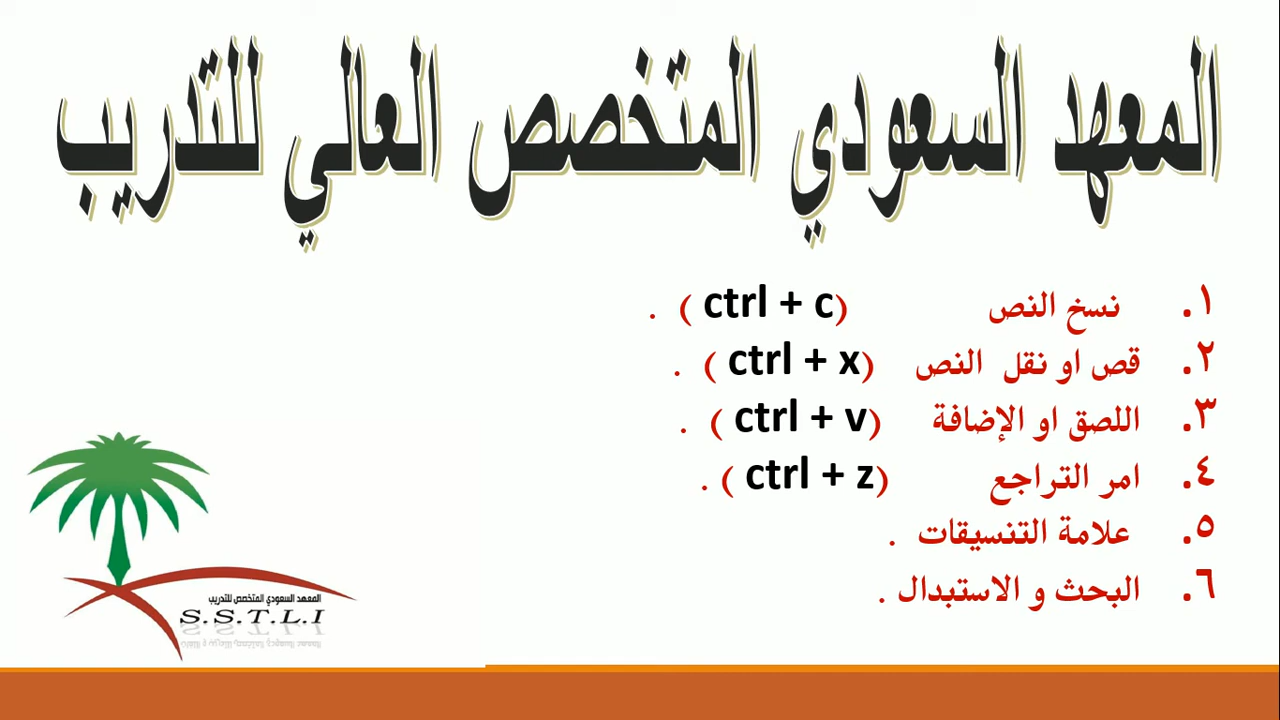 المعهد السعودي المتخصص العالي للتدريب
١. نسخ النص (ctrl + c ) .
٢. قص او نقل النص (ctrl + x ) .
٣. اللصق او الإضافة (ctrl + v ) .
٤. امر التراجع (ctrl + z ) .
٥. علامة التنسيقات .
٦. البحث و الاستبدال .
المعهد السعودي المتخصص للتدريب
S.S.T.L.I